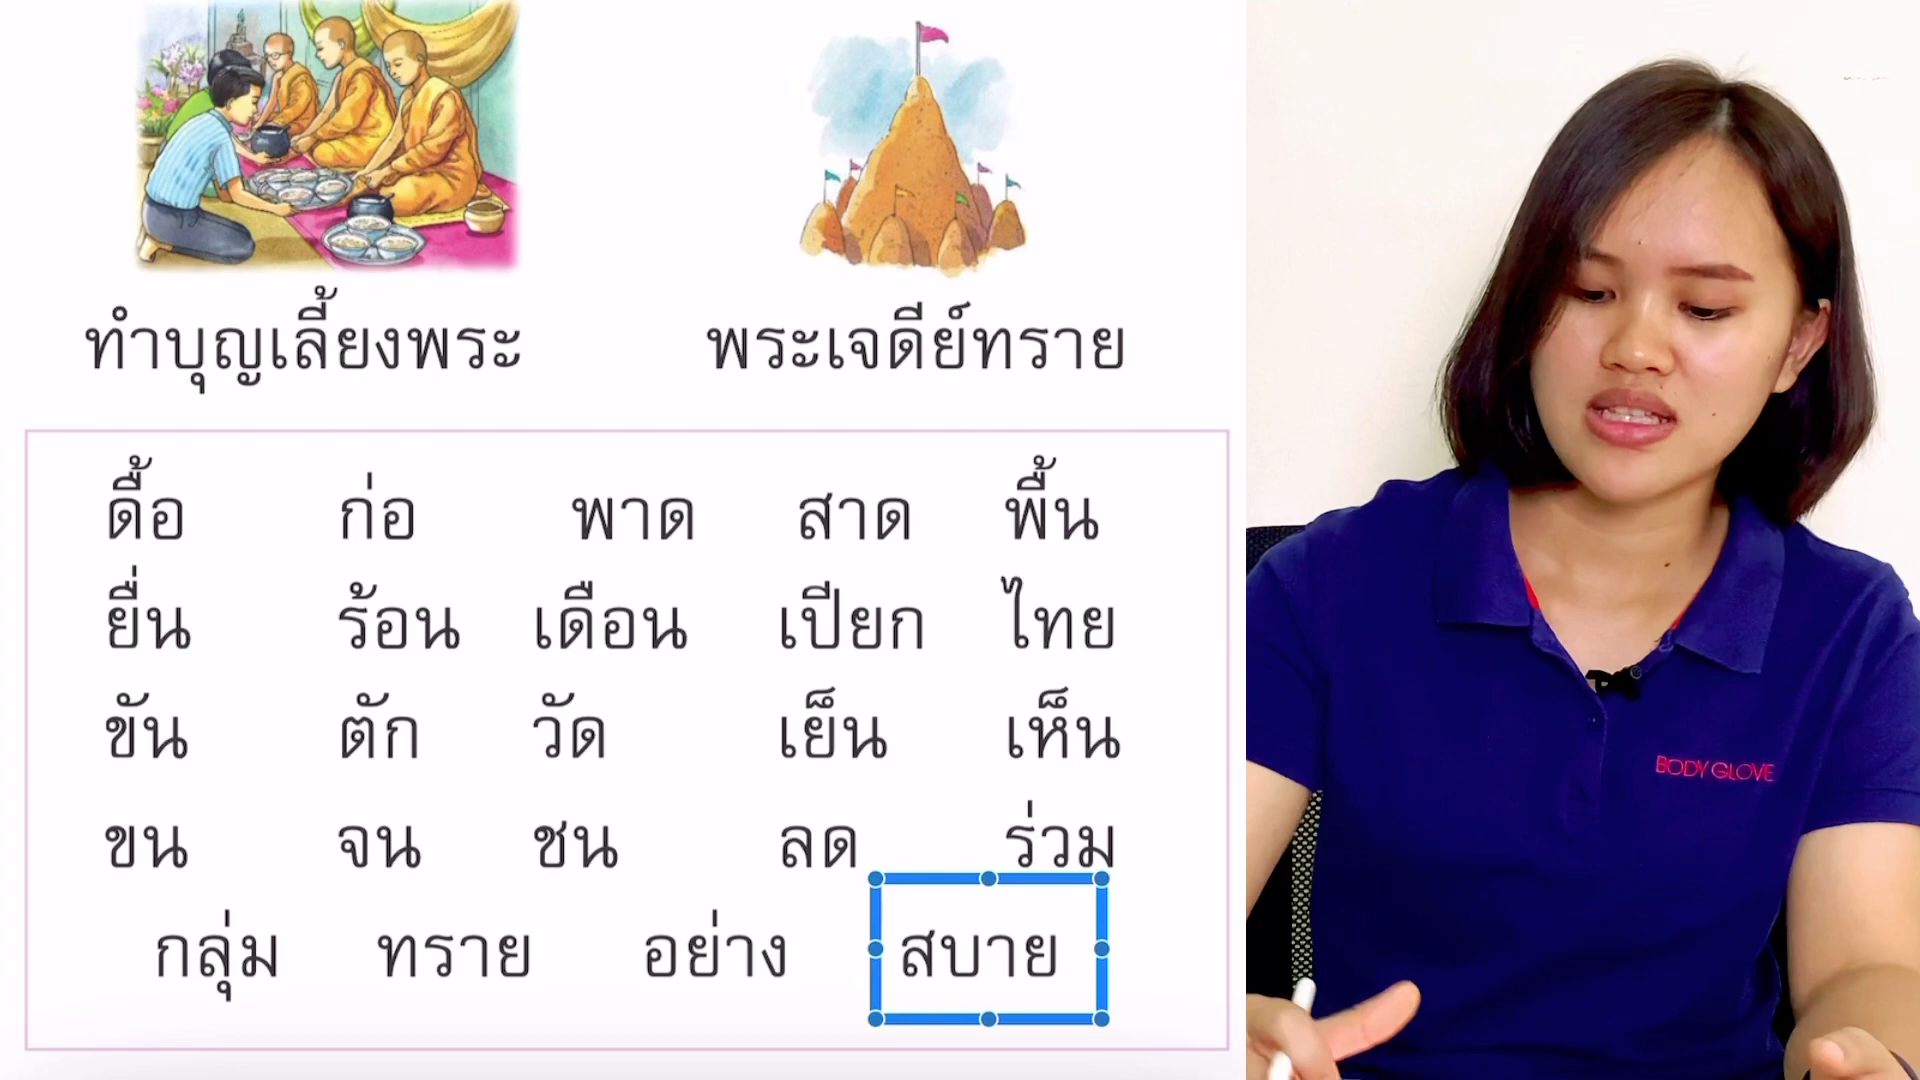 ทำบุญเลี้ยงพระ พระเจดีย์ทราย
ดื้อ ก่อ พาด สาด พื้น
ยื่น ร้อน เดือน เปียก ไทย
ขัน ตัก วัด เย็น เห็น
ขน จน ชน ลด ร่วม
กลุ่ม ทราย อย่าง สบาย
BODY GLOVE